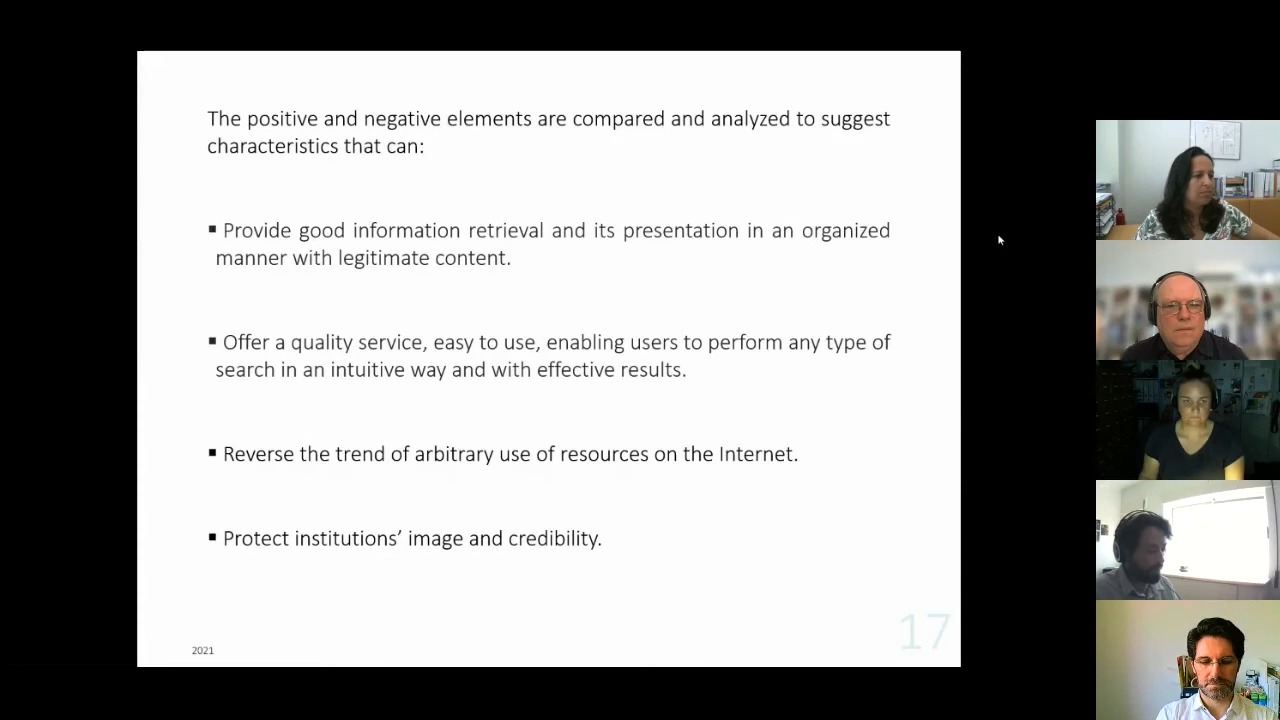 The positive and negative elements are compared and analyzed to suggest
characteristics that can:
▪ Provide good information retrieval and its presentation in an organized
manner with legitimate content.
▪ Offer a quality service, easy to use, enabling users to perform any type of
search in an intuitive way and with effective results.
▪ Reverse the trend of arbitrary use of resources on the Internet.
▪ Protect institutions’ image and credibility.
17
2021